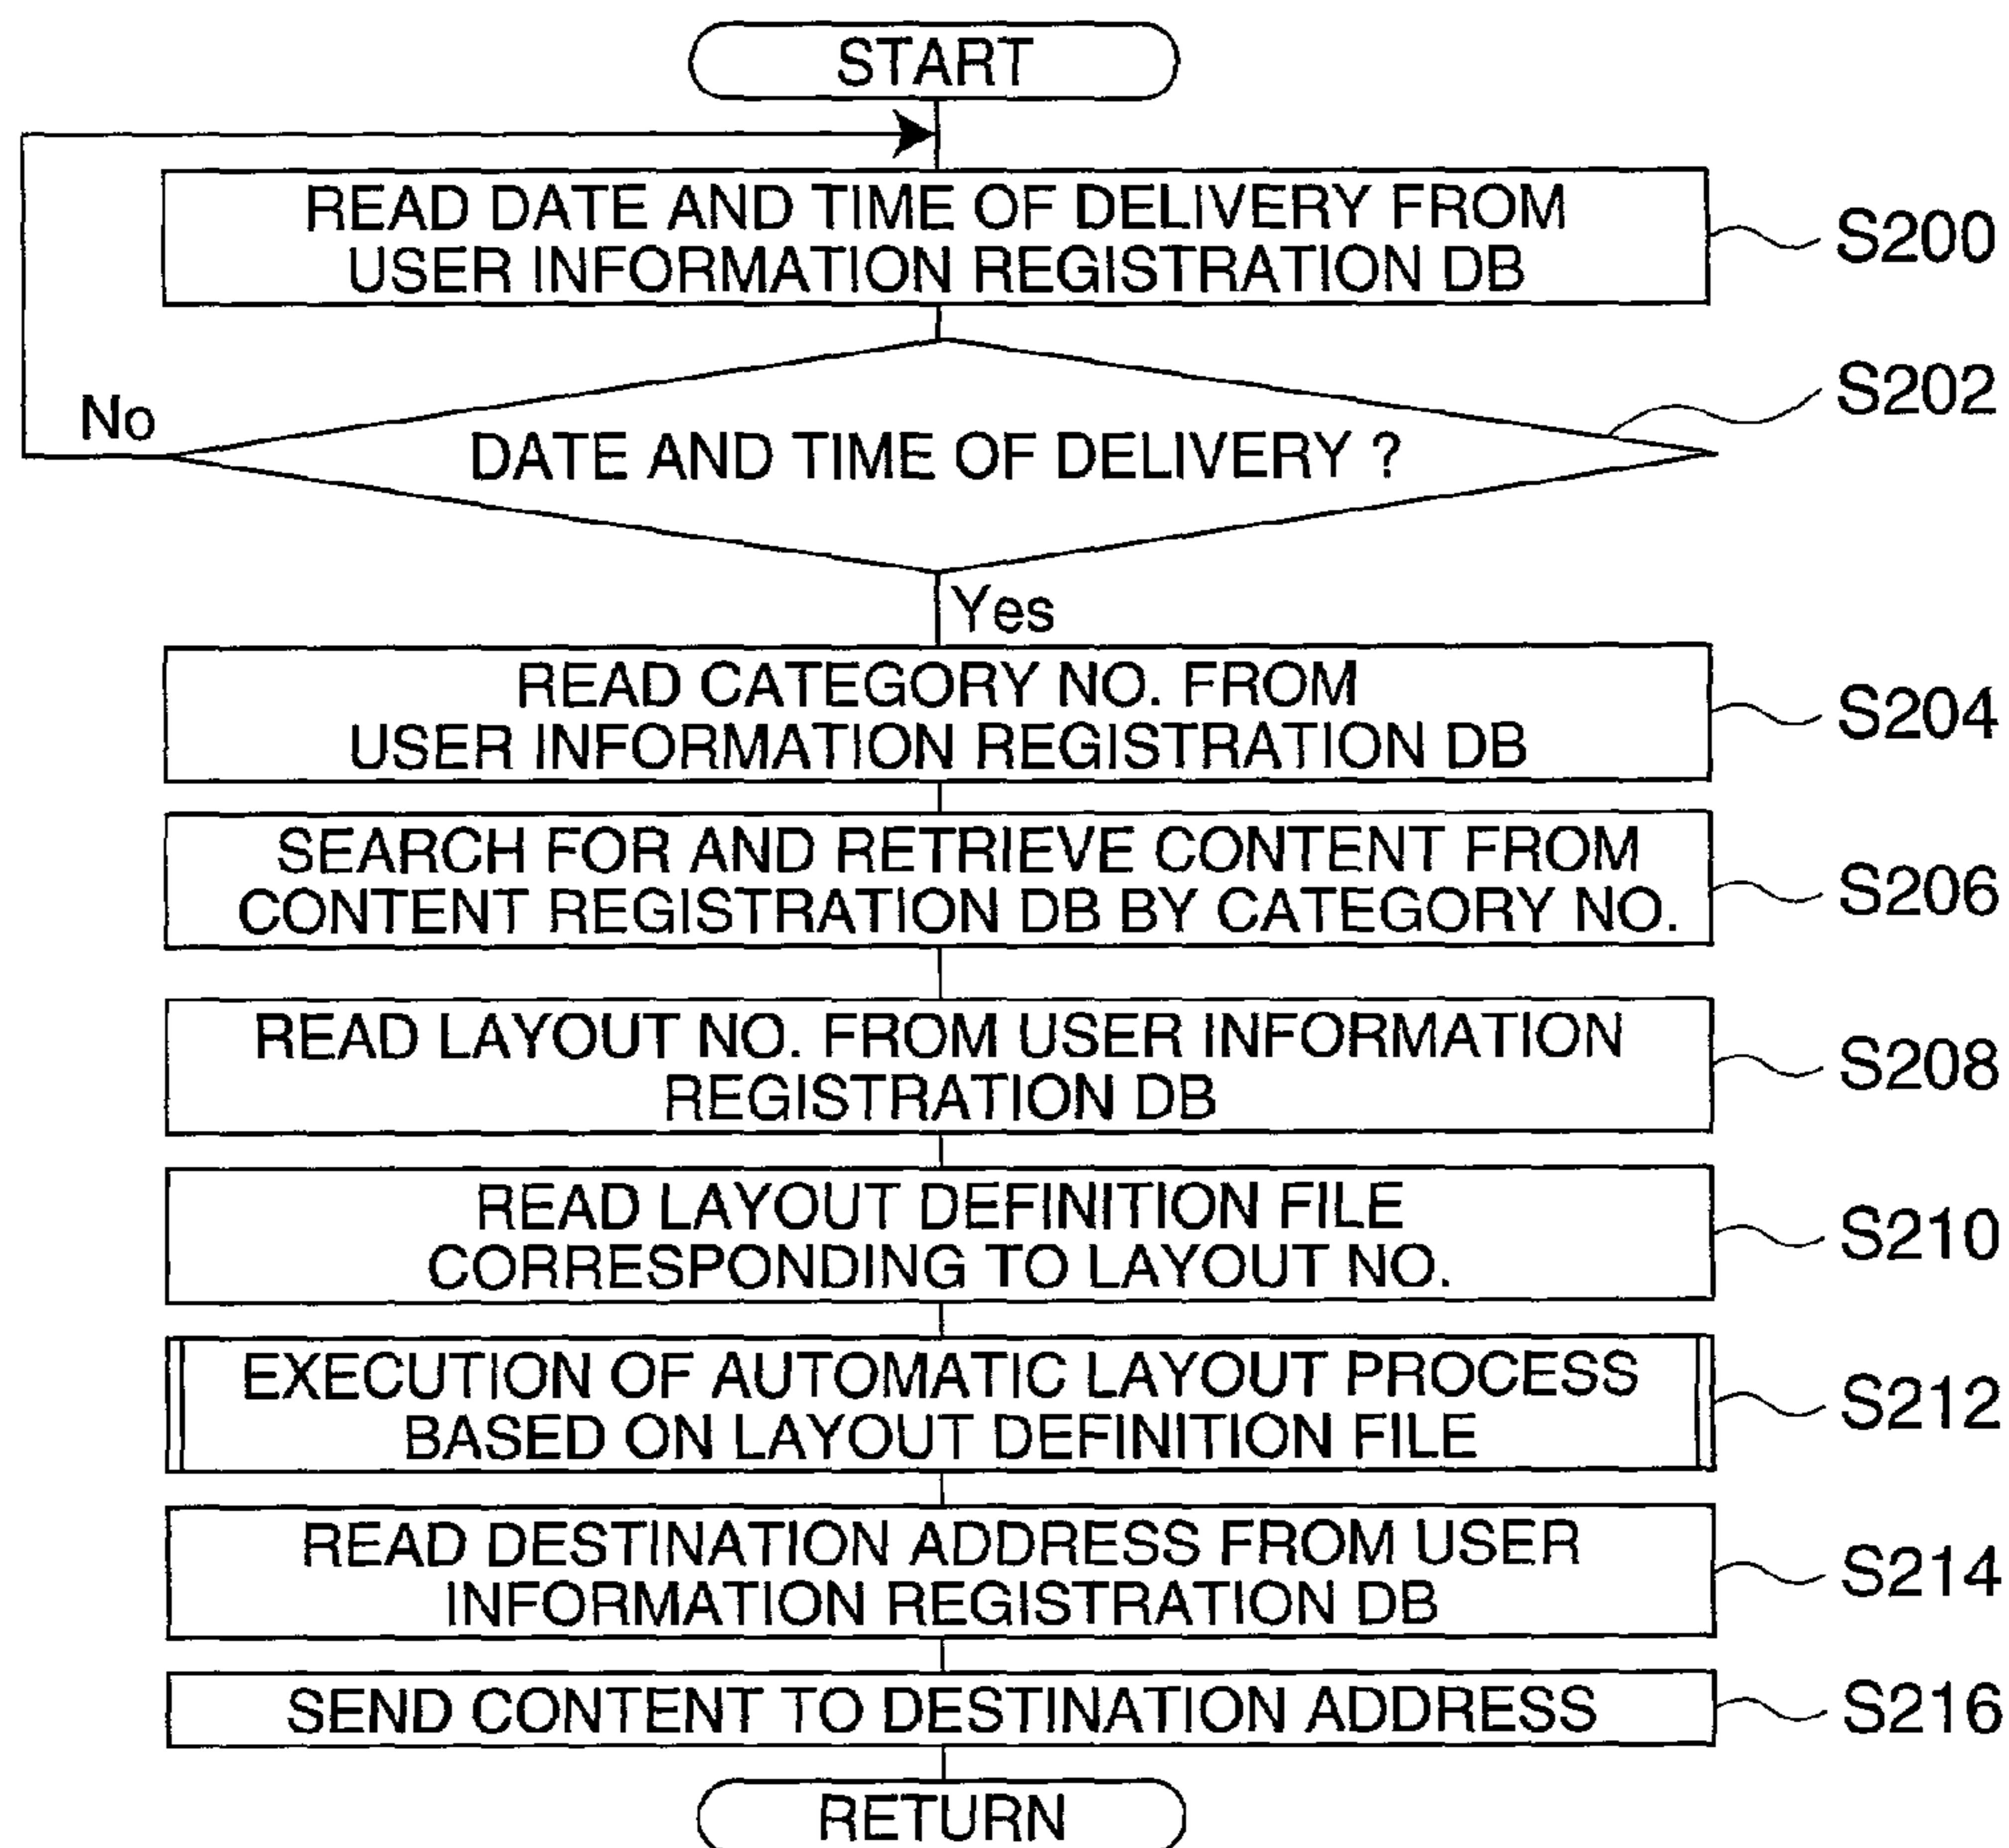 START
READ DATE AND TIME OF DELIVERY FROM
USER INFORMATION REGISTRATION DB
S200
No
DATE AND TIME OF DELIVERY ?
S202
Yes
READ CATEGORY NO. FROM
USER INFORMATION REGISTRATION DB
S204
SEARCH FOR AND RETRIEVE CONTENT FROM
CONTENT REGISTRATION DB BY CATEGORY NO.
S206
READ LAYOUT NO. FROM USER INFORMATION
REGISTRATION DB
S208
READ LAYOUT DEFINITION FILE
CORRESPONDING TO LAYOUT NO.
S210
EXECUTION OF AUTOMATIC LAYOUT PROCESS
BASED ON LAYOUT DEFINITION FILE
S212
READ DESTINATION ADDRESS FROM USER
INFORMATION REGISTRATION DB
S214
SEND CONTENT TO DESTINATION ADDRESS
S216
RETURN